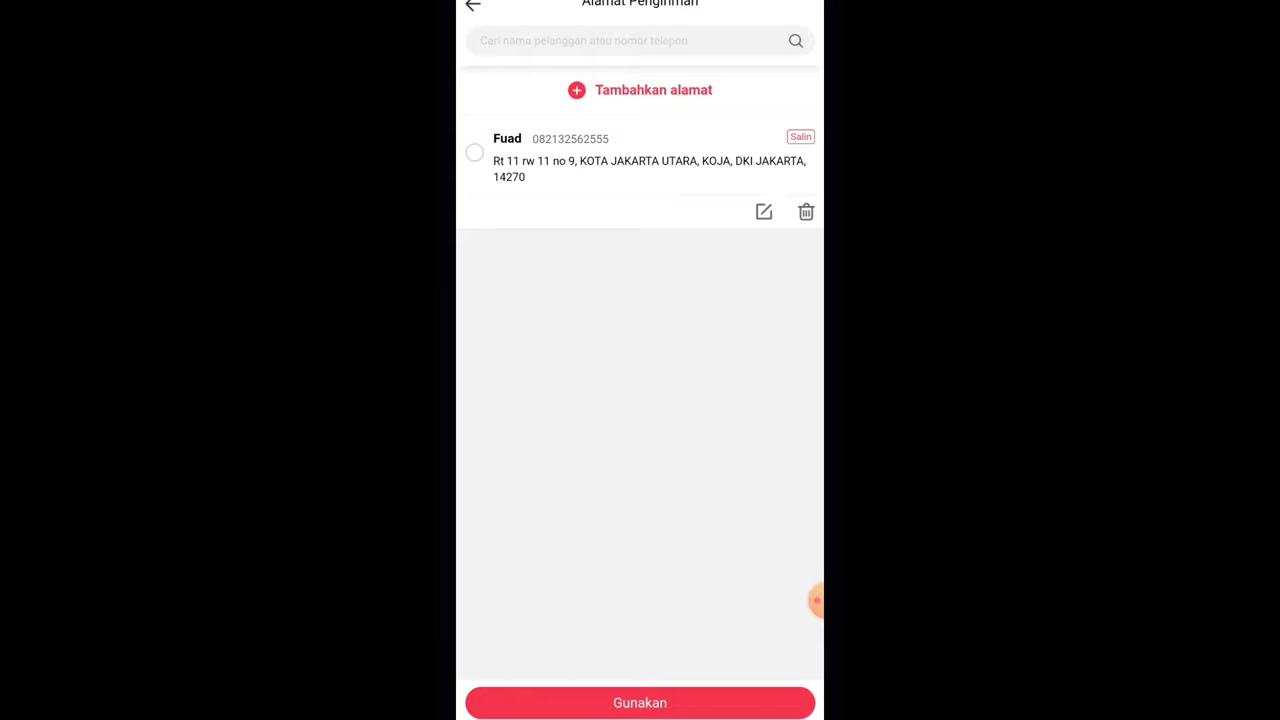 Alamat Pengiriman
Cari nama pelanggan atau nomor telepon
Tambahkan alamat
Fuad 082132562555
Salin
Rt 11 rw 11 no 9, KOTA JAKARTA UTARA, KOJA, DKI JAKARTA,
14270
Gunakan